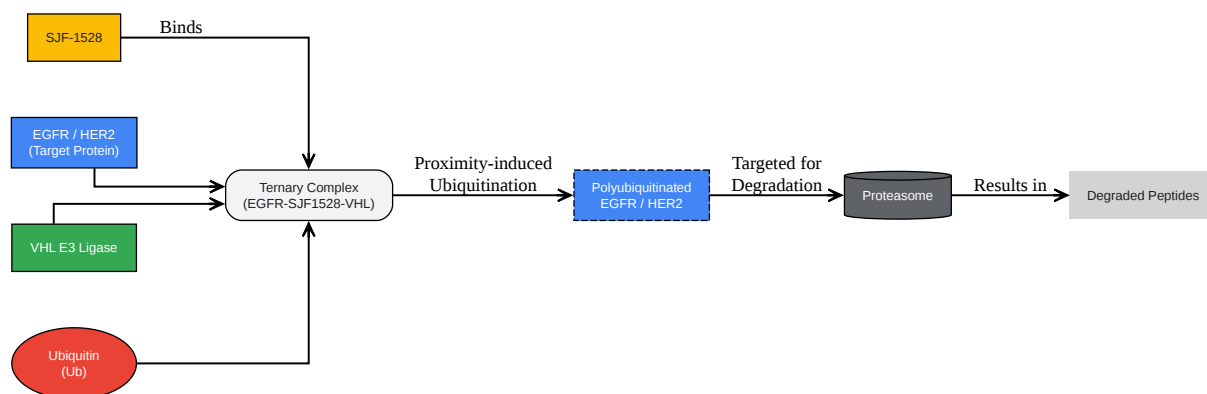 SJF-1528
Binds
EGFR / HER2
(Target Protein)
VHL E3 Ligase
Ubiquitin
(Ub)
Ternary Complex
(EGFR-SJF1528-VHL)
Proximity-induced
Ubiquitination
Polyubiquitinated
EGFR / HER2
Targeted for
Degradation
Proteasome
Results in
Degraded Peptides